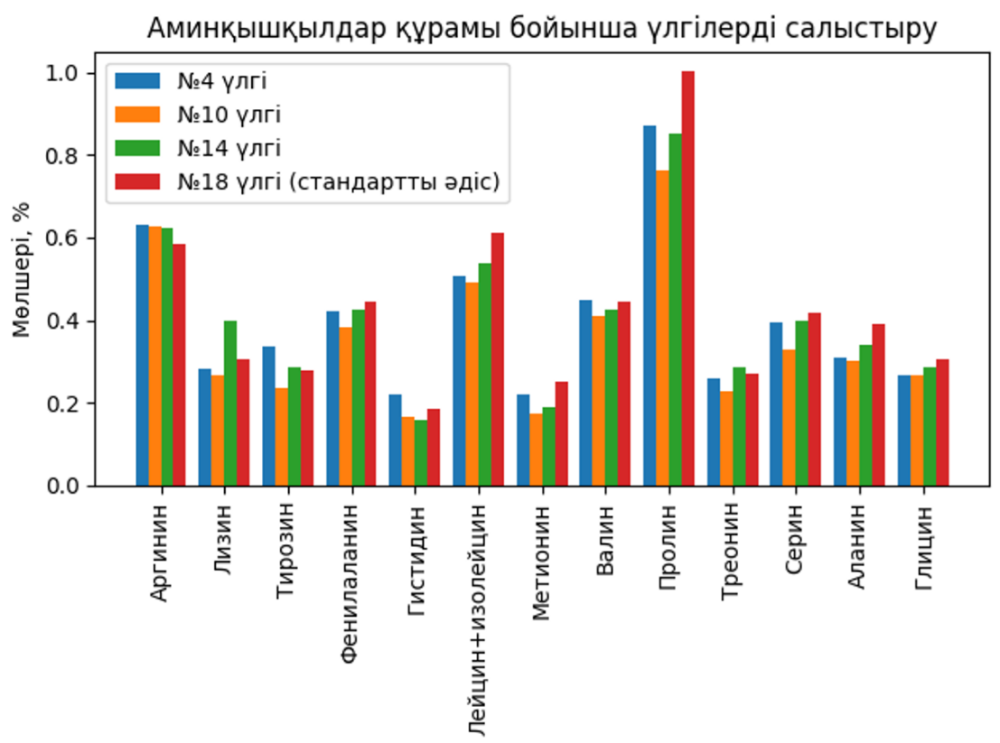 Аминқышқылдар құрамы бойынша үлгілерді салыстыру
№4 үлгі
№10 үлгі
№14 үлгі
№18 үлгі (стандартты әдіс)
Мөлшері, %
1.0
0.8
0.6
0.4
0.2
0.0
Аргинин
Лизин
Тирозин
Фенилаланин
Гистидин
Лейцин+изолейцин
Метионин
Валин
Пролин
Треонин
Серин
Аланин
Глицин